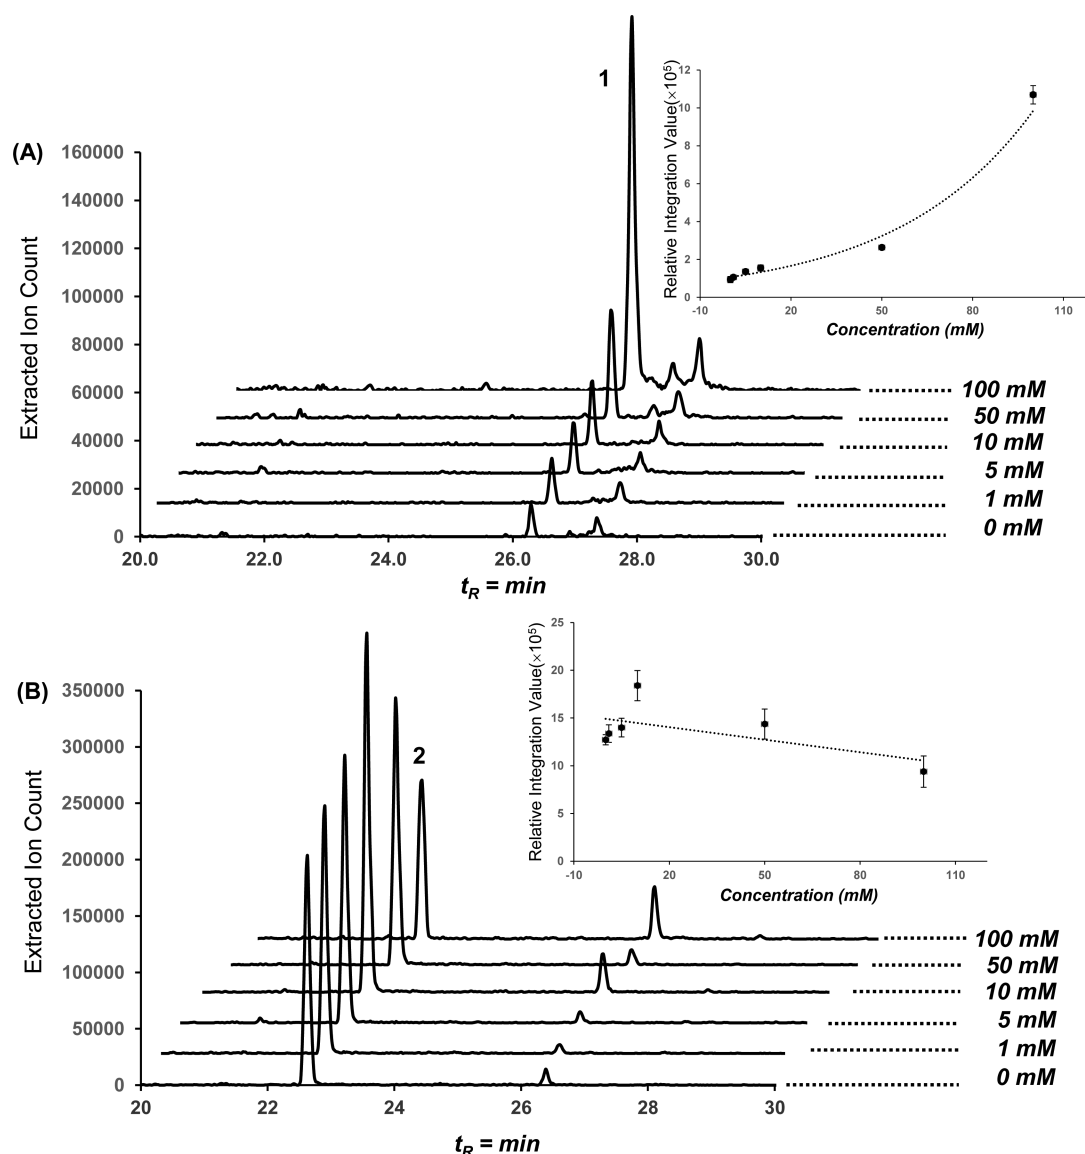 (A)
1
Extracted Ion Count
160000
140000
120000
100000
80000
60000
40000
20000
0
20.0 22.0 24.0 26.0 28.0 30.0
t_R = min
100 mM
50 mM
10 mM
5 mM
1 mM
0 mM
Relative Integration Value(×10⁵)
12
10
8
6
4
2
0
-10 20 50 80 110
Concentration (mM)
(B)
2
Extracted Ion Count
350000
300000
250000
200000
150000
100000
50000
0
20 22 24 26 28 30
t_R = min
100 mM
50 mM
10 mM
5 mM
1 mM
0 mM
Relative Integration Value(×10⁵)
25
20
15
10
5
0
-10 20 50 80 110
Concentration (mM)